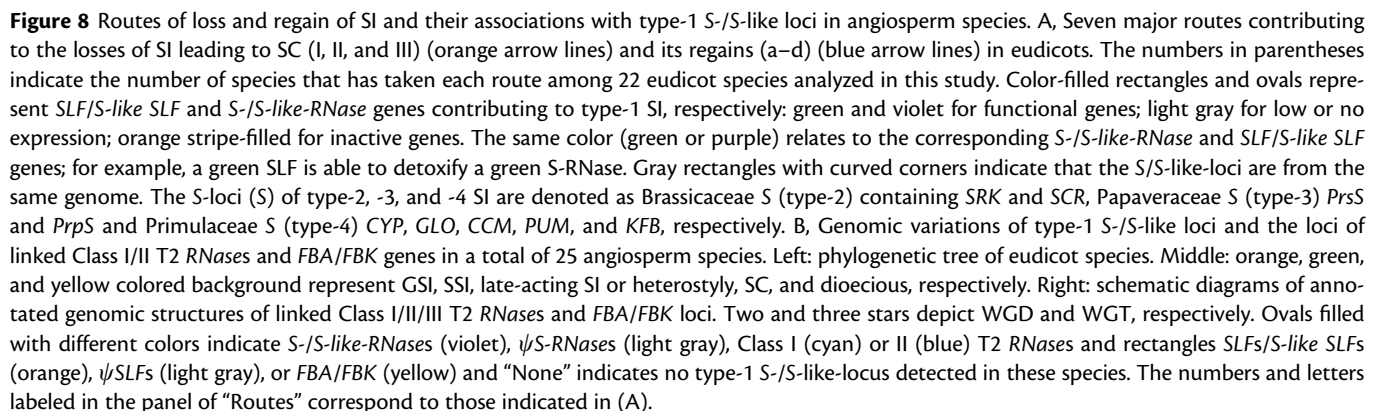 Figure 8 Routes of loss and regain of SI and their associations with type-1 S-/S-like loci in angiosperm species. A, Seven major routes contributing
to the losses of SI leading to SC (I, II, and III) (orange arrow lines) and its regains (a–d) (blue arrow lines) in eudicots. The numbers in parentheses
indicate the number of species that has taken each route among 22 eudicot species analyzed in this study. Color-filled rectangles and ovals repre-
sent SLF/S-like SLF and S-/S-like-RNase genes contributing to type-1 SI, respectively: green and violet for functional genes; light gray for low or no
expression; orange stripe-filled for inactive genes. The same color (green or purple) relates to the corresponding S-/S-like-RNase and SLF/S-like SLF
genes; for example, a green SLF is able to detoxify a green S-RNase. Gray rectangles with curved corners indicate that the S/S-like-loci are from the
same genome. The S-loci (S) of type-2, -3, and -4 SI are denoted as Brassicaceae S (type-2) containing SRK and SCR, Papaveraceae S (type-3) PrsS
and PrpS and Primulaceae S (type-4) CYP, GLO, CCM, PUM, and KFB, respectively. B, Genomic variations of type-1 S-/S-like loci and the loci of
linked Class I/II T2 RNases and FBA/FBK genes in a total of 25 angiosperm species. Left: phylogenetic tree of eudicot species. Middle: orange, green,
and yellow colored background represent GSI, SSI, late-acting SI or heterostyly, SC, and dioecious, respectively. Right: schematic diagrams of anno-
tated genomic structures of linked Class I/II/III T2 RNases and FBA/FBK loci. Two and three stars depict WGD and WGT, respectively. Ovals filled
with different colors indicate S-/S-like-RNases (violet), ψS-RNases (light gray), Class I (cyan) or II (blue) T2 RNases and rectangles SLFs/S-like SLFs
(orange), ψSLFs (light gray), or FBA/FBK (yellow) and “None” indicates no type-1 S-/S-like-locus detected in these species. The numbers and letters
labeled in the panel of “Routes” correspond to those indicated in (A).